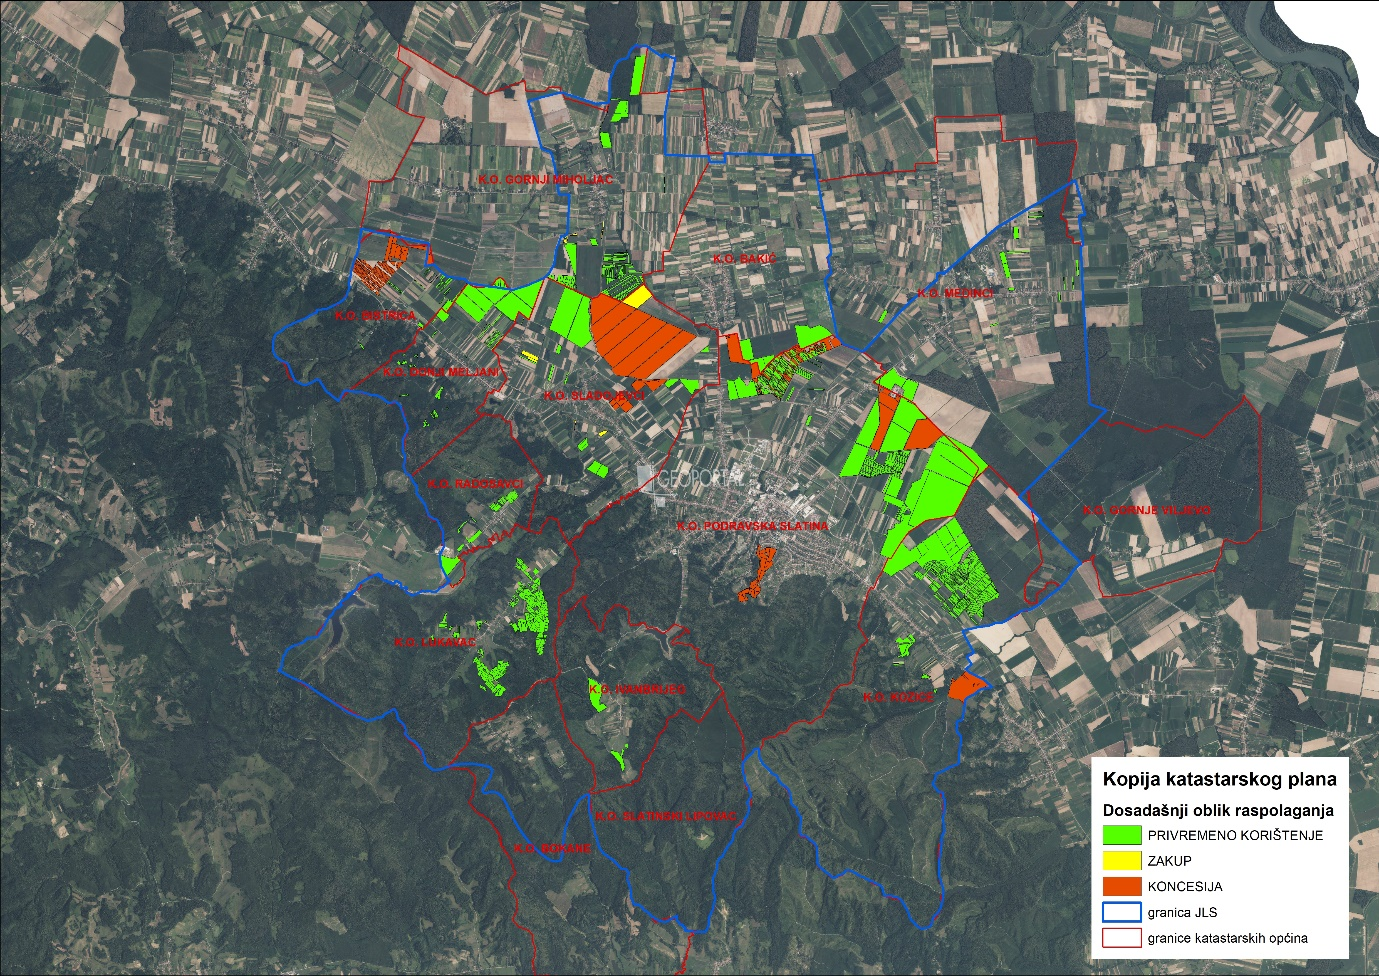 K.O. GORNJI MIHOLJAC
K.O. BAKIĆ
K.O. MEDINCI
K.O. BISTRICA
K.O. DONJI MELJANI
K.O. SLADOJEVCI
K.O. RADOSAVCI
GEOPORTAL
K.O. GORNJE VILJEVO
K.O. PODRAVSKA SLATINA
K.O. LUKAVAC
K.O. IVANBRIJEG
K.O. KOZICE
K.O. SLATINSKI LIPOVAC
K.O. BOKANE
Kopija katastarskog plana
Dosadašnji oblik raspolaganja
PRIVREMENO KORIŠTENJE
ZAKUP
KONCESIJA
granica JLS
granice katastarskih općina